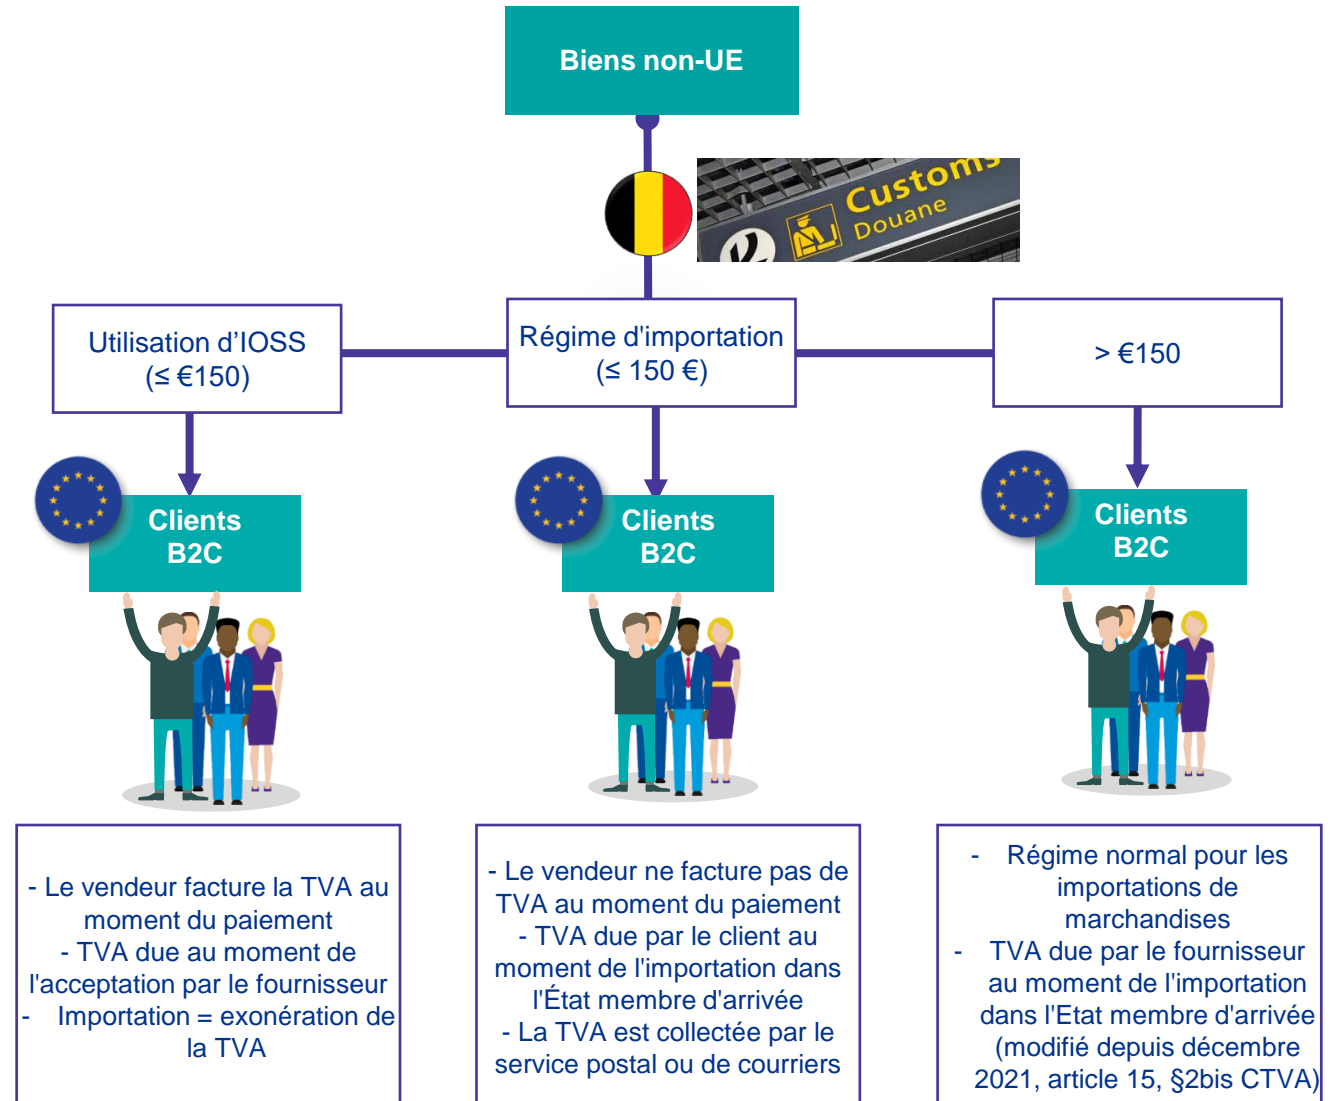 Biens non-UE
Customs
Douane
Utilisation d’IOSS
(≤ €150)
Régime d'importation
(≤ 150 €)
> €150
Clients
B2C
Clients
B2C
Clients
B2C
- Le vendeur facture la TVA au
moment du paiement
- TVA due au moment de
l'acceptation par le fournisseur
- Importation = exonération de
la TVA
- Le vendeur ne facture pas de
TVA au moment du paiement
- TVA due par le client au
moment de l'importation dans
l'État membre d'arrivée
- La TVA est collectée par le
service postal ou de courriers
- Régime normal pour les
importations de
marchandises
- TVA due par le fournisseur
au moment de l'importation
dans l'Etat membre d'arrivée
(modifié depuis décembre
2021, article 15, §2bis CTVA)